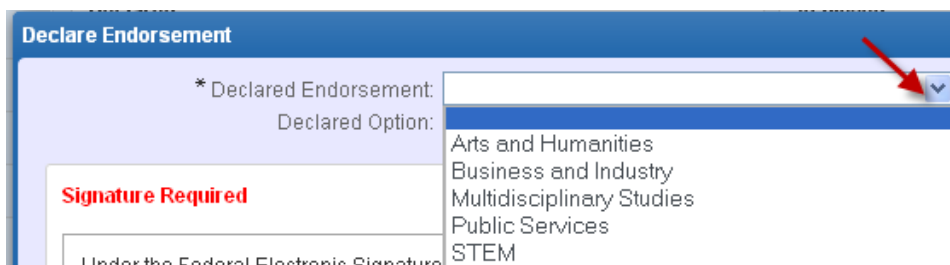 Declare Endorsement
* Declared Endorsement:
Declared Option:
Arts and Humanities
Business and Industry
Multidisciplinary Studies
Public Services
STEM
Signature Required
Under the Federal Electronic Signature